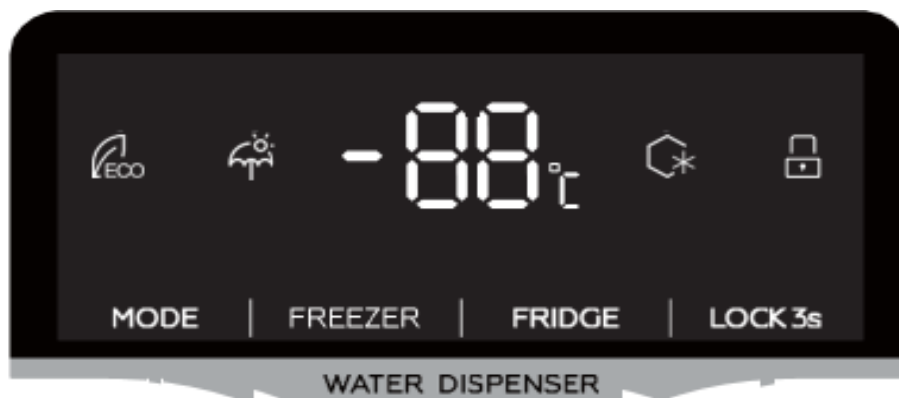 ECO -88°C
MODE | FREEZER | FRIDGE | LOCK 3s
WATER DISPENSER